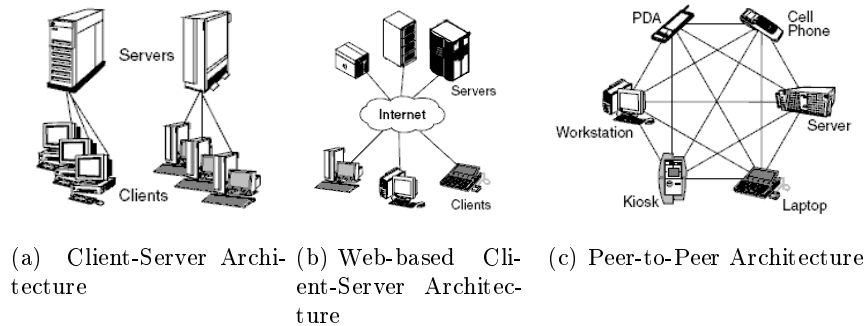 Servers
Clients
Servers
Internet
Clients
PDA
Cell
Phone
Workstation
Server
Kiosk
Laptop
(a) Client-Server Archi-
tecture
(b) Web-based Cli-
ent-Server Architec-
ture
(c) Peer-to-Peer Architecture